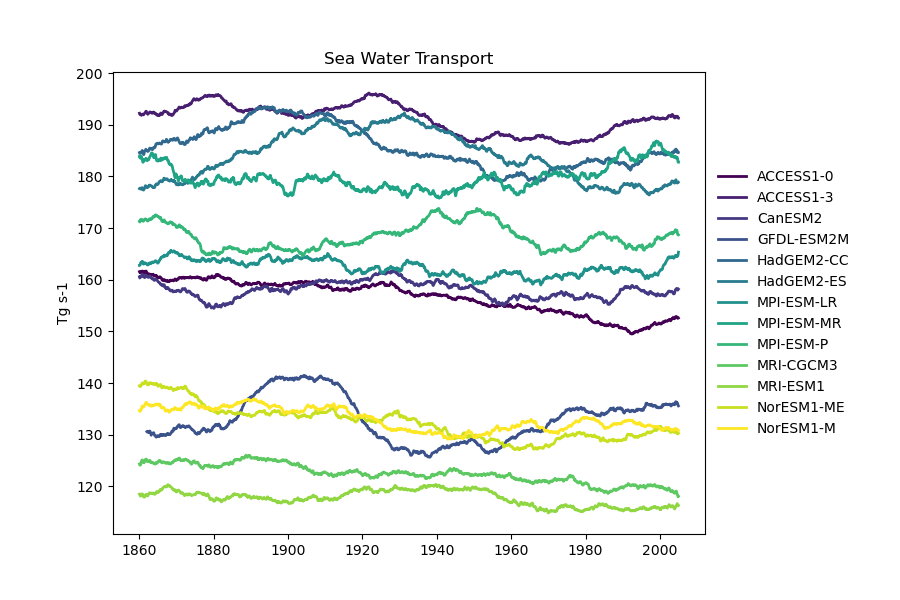 Sea Water Transport
Tg s-1
200
190
180
170
160
150
140
130
120
1860 1880 1900 1920 1940 1960 1980 2000
ACCESS1-0
ACCESS1-3
CanESM2
GFDL-ESM2M
HadGEM2-CC
HadGEM2-ES
MPI-ESM-LR
MPI-ESM-MR
MPI-ESM-P
MRI-CGCM3
MRI-ESM1
NorESM1-ME
NorESM1-M